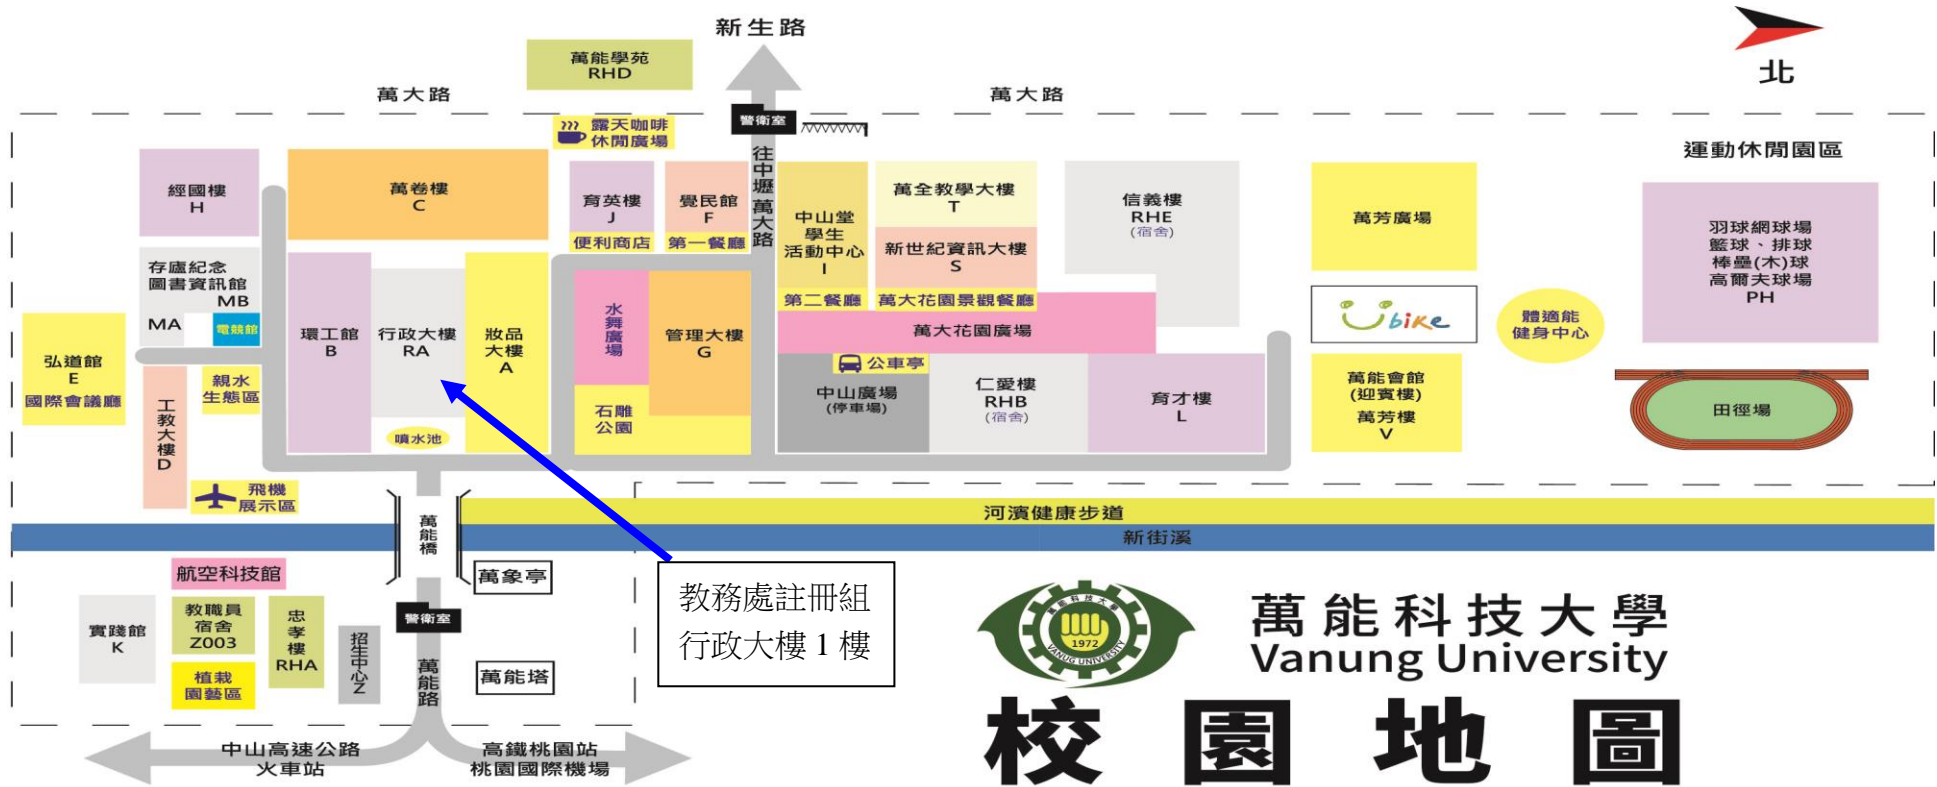 新生路
北
萬能學苑
RHD
萬大路
萬大路
警衛室
露天咖啡
休閒廣場
運動休閒園區
經國樓
H
萬卷樓
C
育英樓
J
便利商店
覺民館
F
第一餐廳
往中壢 萬大路
中山堂
學生
活動中心
I
第二餐廳
萬全教學大樓
T
新世紀資訊大樓
S
萬大花園景觀餐廳
信義樓
RHE
(宿舍)
萬芳廣場
羽球網球場
籃球、排球
棒壘(木)球
高爾夫球場
PH
存廬紀念
圖書資訊館
MB
MA
電競館
弘道館
E
國際會議廳
親水
生態區
工教大樓D
環工館
B
行政大樓
RA
妝品
大樓
A
噴水池
水舞廣場
管理大樓
G
石雕
公園
萬大花園廣場
公車亭
中山廣場
(停車場)
仁愛樓
RHB
(宿舍)
育才樓
L
Ubike
體適能
健身中心
萬能會館
(迎賓樓)
萬芳樓
V
田徑場
飛機
展示區
萬能橋
河濱健康步道
新街溪
航空科技館
萬象亭
實踐館
K
教職員
宿舍
Z003
植栽
園藝區
忠孝樓
RHA
招生中心Z
警衛室
萬能路
萬能塔
教務處註冊組
行政大樓 1 樓
中山高速公路
火車站
高鐵桃園站
桃園國際機場
萬能科技大學
1972
VANUNG UNIVERSITY
萬能科技大學
Vanung University
校園地圖